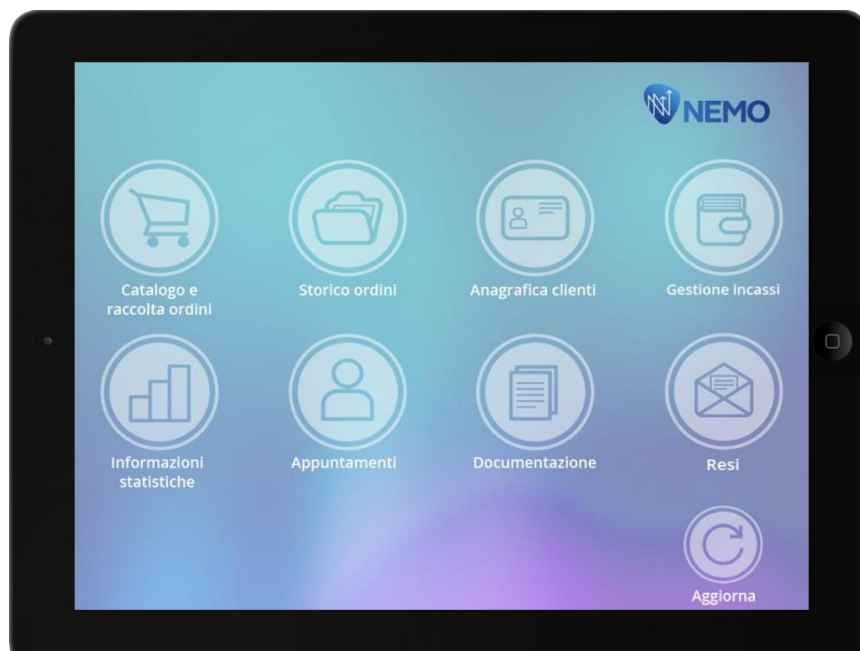 NEMO
Catalogo e
raccolta ordini
Storico ordini
Anagrafica clienti
Gestione incassi
Informazioni
statistiche
Appuntamenti
Documentazione
Resi
Aggiorna